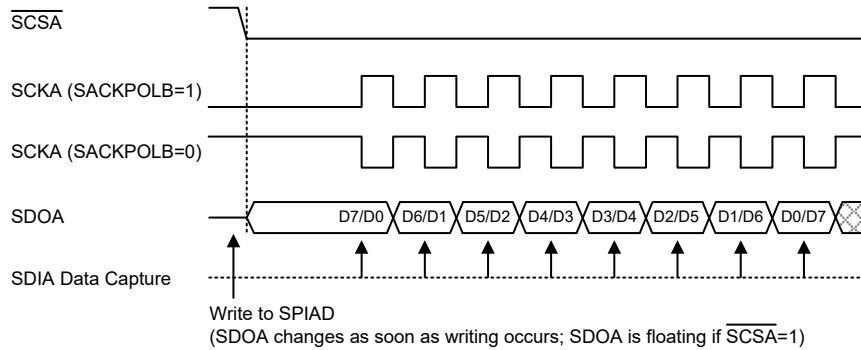 SCSA
SCKA (SACKPOLB=1)
SCKA (SACKPOLB=0)
SDOA D7/D0 D6/D1 D5/D2 D4/D3 D3/D4 D2/D5 D1/D6 D0/D7
SDIA Data Capture
Write to SPIAD
(SDOA changes as soon as writing occurs; SDOA is floating if SCSA=1)